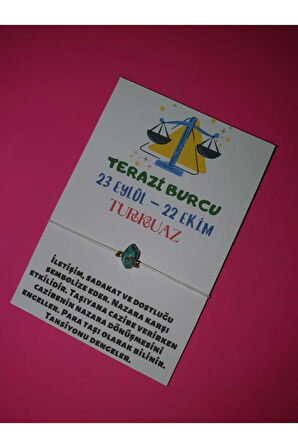 TERAZİ BURCU
23 EYLÜL – 22 EKİM
TURKUAZ
İLETİŞİM, SADAKAT VE DOSTLUĞU
SEMBOLİZE EDER. NAZARA KARŞI
ETKİLİDİR. TAŞIYANA CAZİBE VERİRKEN
CAZİBENİN NAZARA DÖNÜŞMESİNİ
ENGELLER. PARA TAŞI OLARAK BİLİNİR.
TANSİYONU DENGELER.